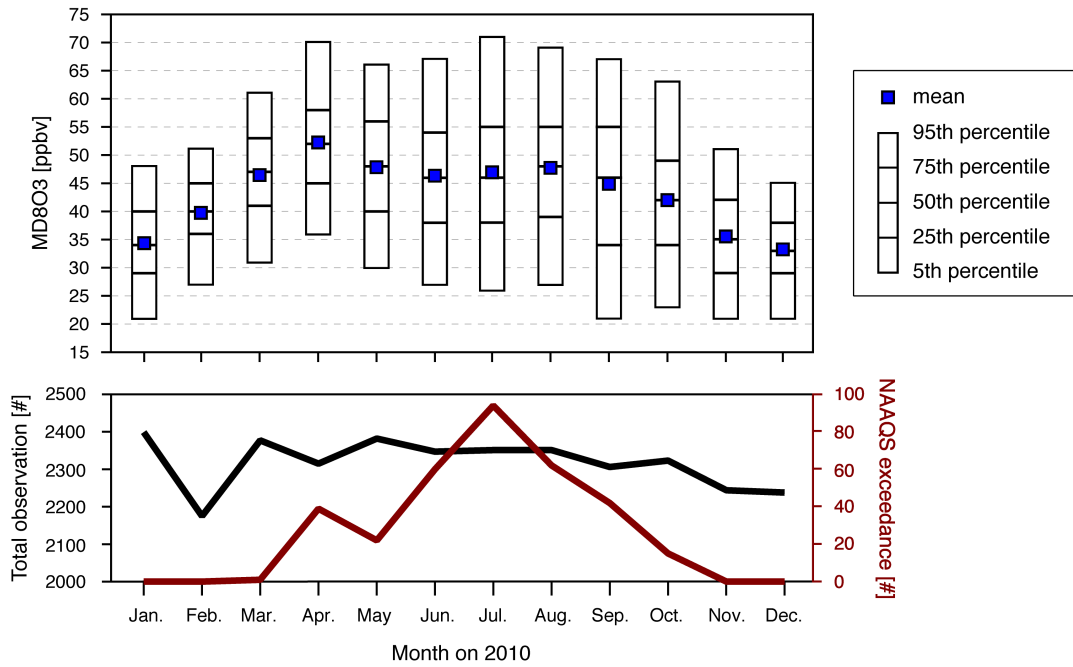 MD8O3 [ppbv]
75
70
65
60
55
50
45
40
35
30
25
20
15
mean
95th percentile
75th percentile
50th percentile
25th percentile
5th percentile
Total observation [#]
2500
2400
2300
2200
2100
2000
100
80
60
40
20
0
NAAQS exceedance [#]
Jan. Feb. Mar. Apr. May Jun. Jul. Aug. Sep. Oct. Nov. Dec.
Month on 2010